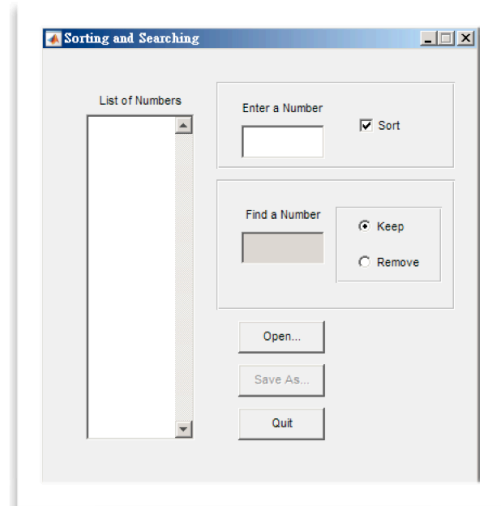 Sorting and Searching
List of Numbers
Enter a Number
Sort
Find a Number
Keep
Remove
Open...
Save As...
Quit